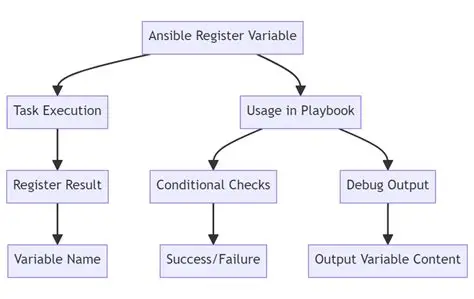 Ansible Register Variable
Task Execution
Usage in Playbook
Register Result
Conditional Checks
Debug Output
Variable Name
Success/Failure
Output Variable Content